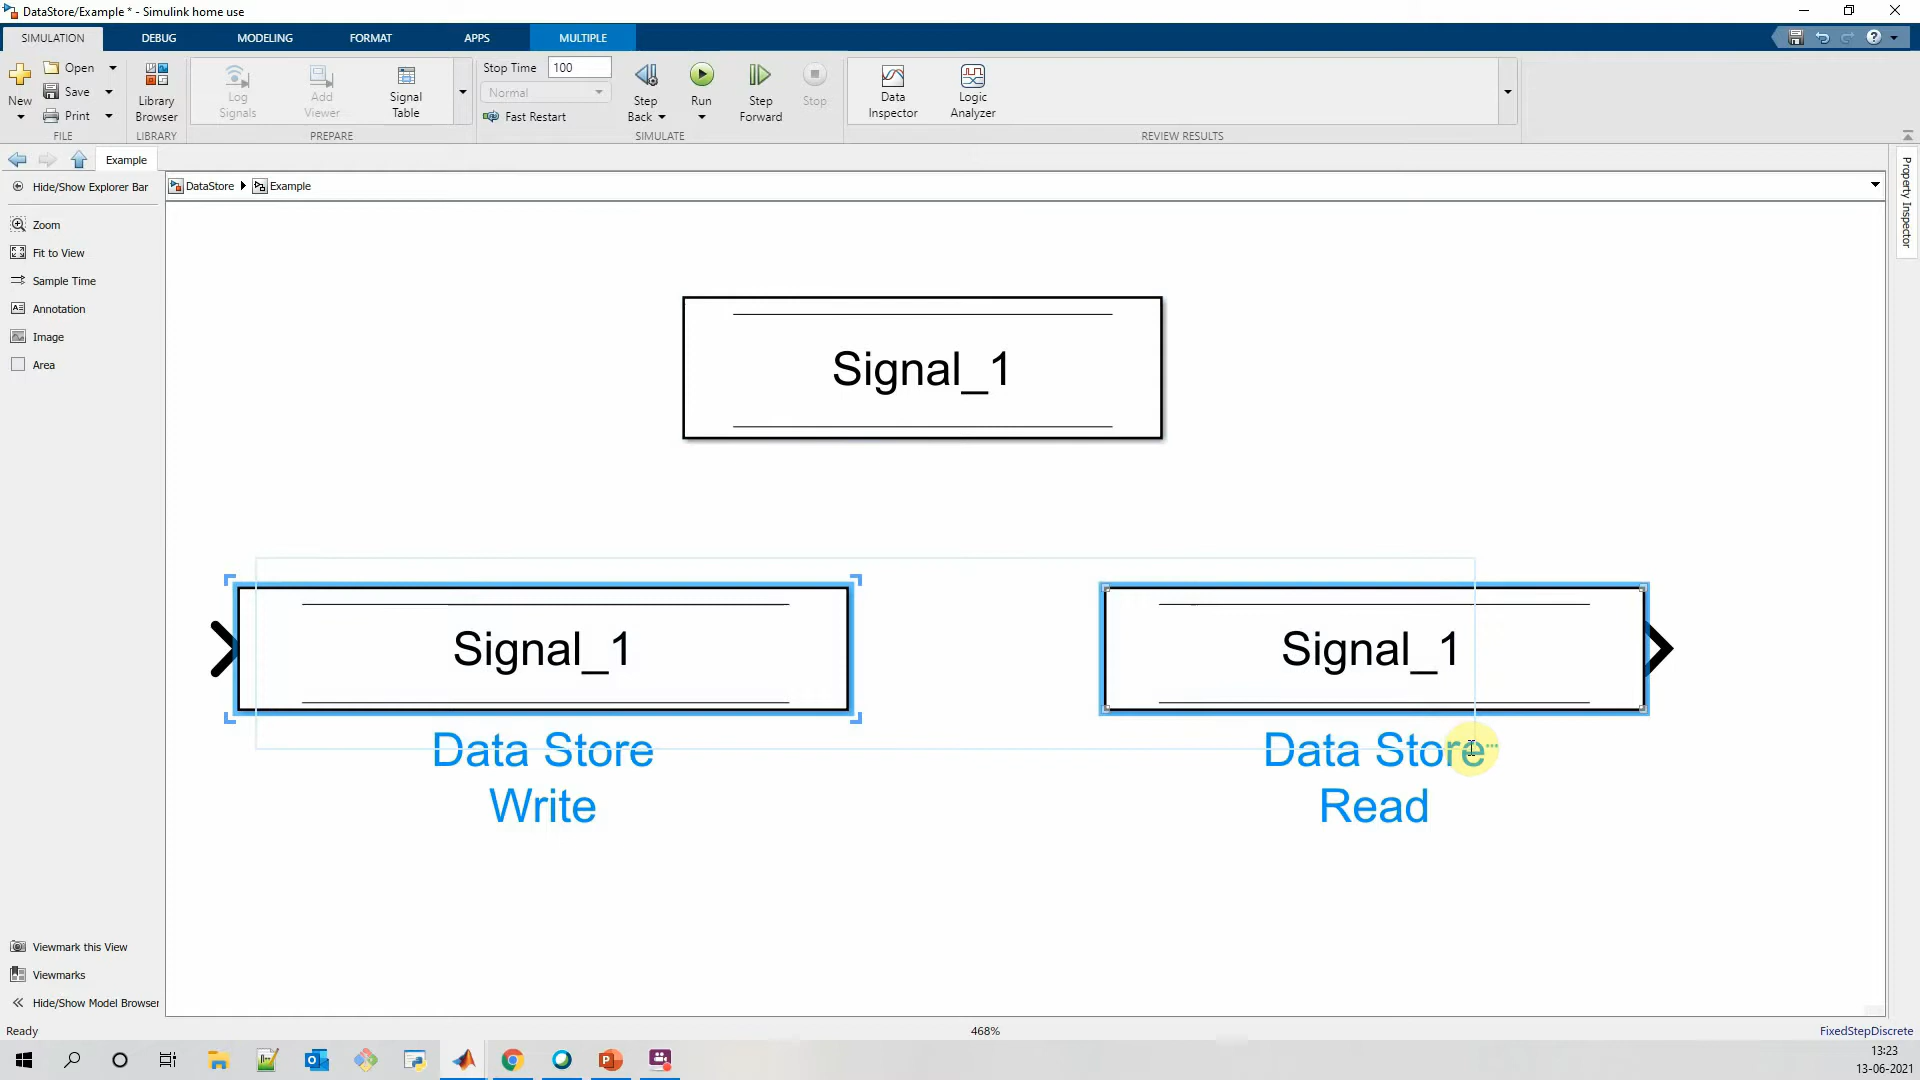 DataStore/Example * - Simulink home use
SIMULATION DEBUG MODELING FORMAT APPS MULTIPLE
New
Open
Save
Print
FILE
Library Browser
LIBRARY
Log Signals
Add Viewer
Signal Table
PREPARE
Stop Time 100
Normal
Fast Restart
Step Back
Run
Step Forward
Stop
SIMULATE
Data Inspector
Logic Analyzer
REVIEW RESULTS
Example
Hide/Show Explorer Bar
DataStore Example
Property Inspector
Zoom
Fit to View
Sample Time
Annotation
Image
Area
Signal_1
Signal_1
Signal_1
Data Store
Write
Data Store
Read
Viewmark this View
Viewmarks
Hide/Show Model Browser
Ready
468%
FixedStepDiscrete
13:23
13-06-2021